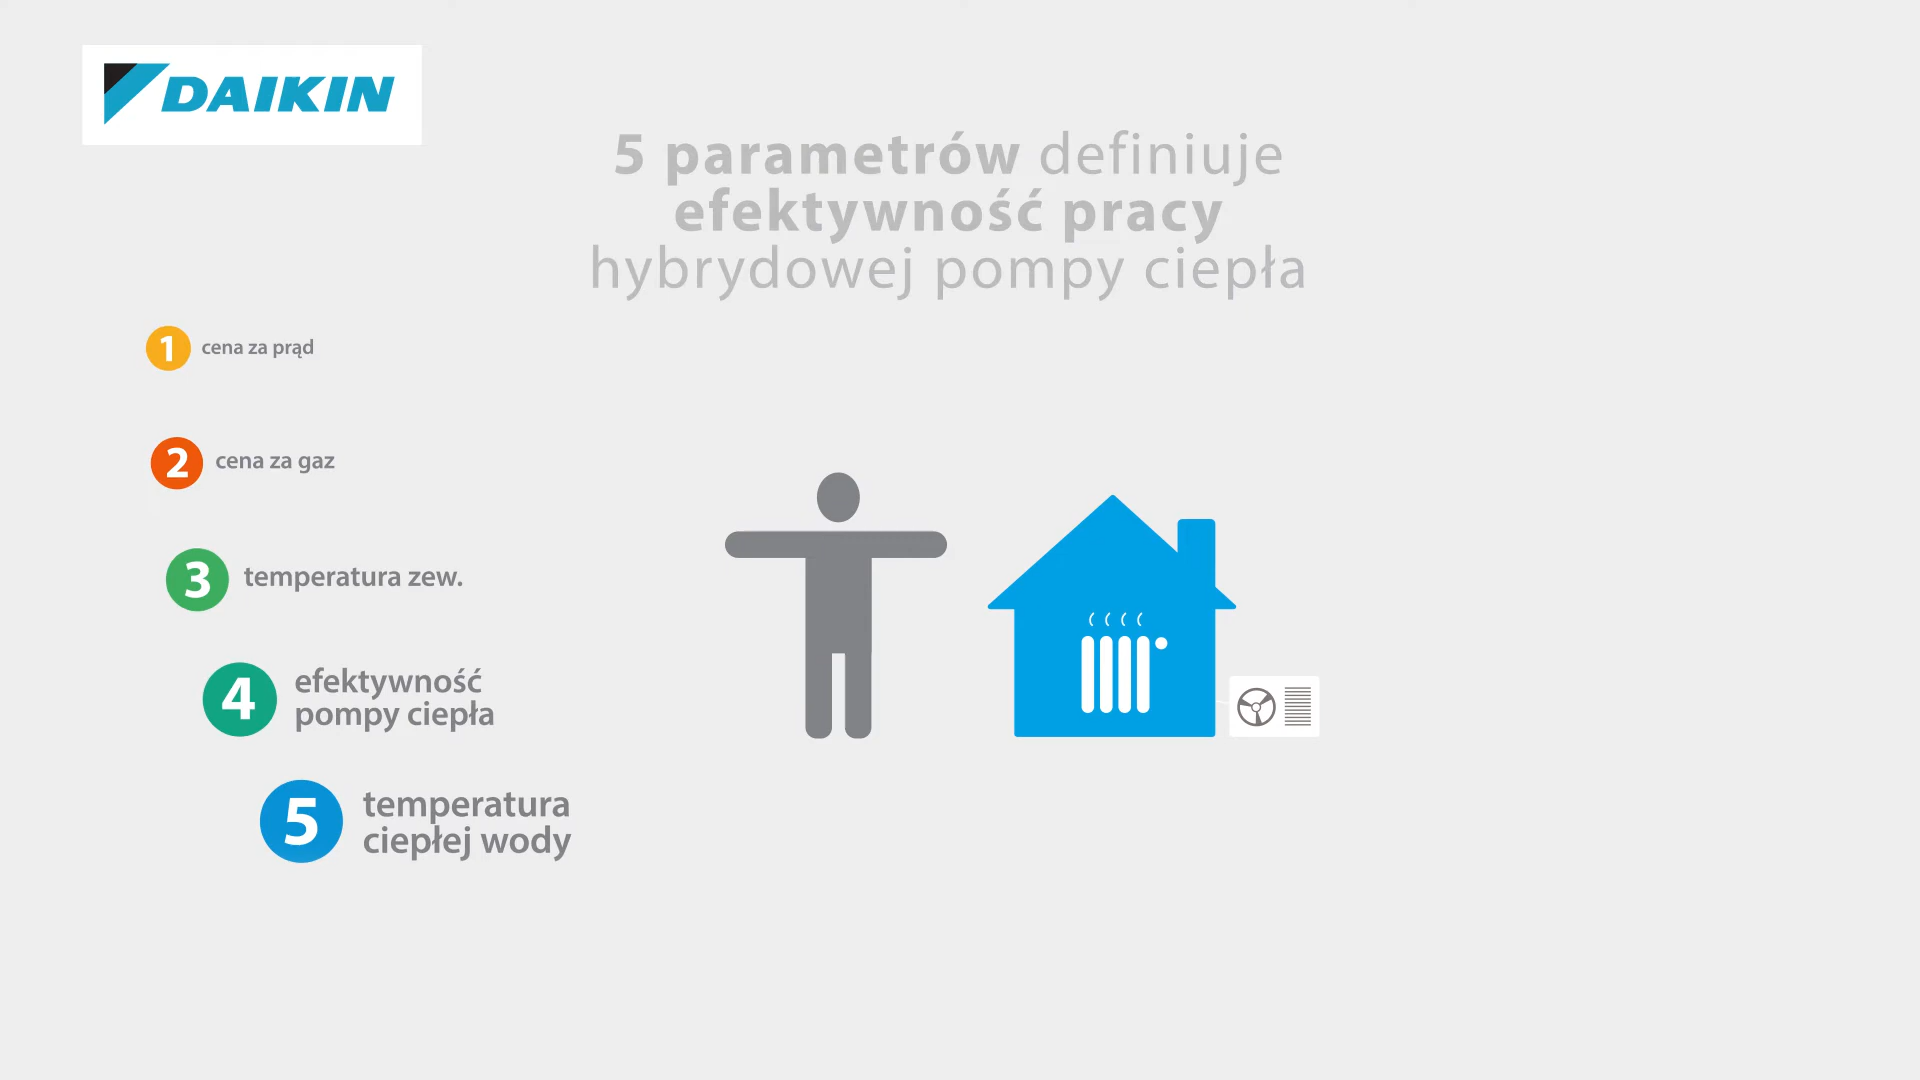 DAIKIN
5 parametrów definiuje
efektywność pracy
hybrydowej pompy ciepła
1 cena za prąd
2 cena za gaz
3 temperatura zew.
4 efektywność
pompy ciepła
5 temperatura
ciepłej wody